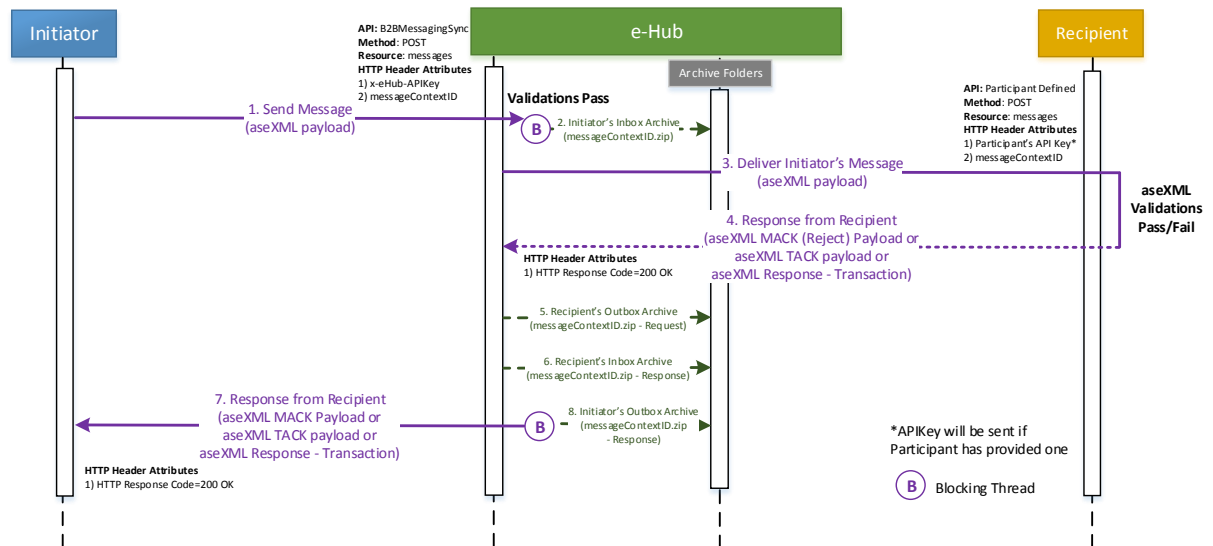 Initiator
e-Hub
Recipient
API: B2BMessagingSync
Method: POST
Resource: messages
HTTP Header Attributes
1) x-eHub-APIKey
2) messageContextID
Archive Folders
API: Participant Defined
Method: POST
Resource: messages
HTTP Header Attributes
1) Participant's API Key*
2) messageContextID
1. Send Message
(aseXML payload)
Validations Pass
B
2. Initiator's Inbox Archive
(messageContextID.zip)
3. Deliver Initiator's Message
(aseXML payload)
aseXML
Validations
Pass/Fail
4. Response from Recipient
(aseXML MACK (Reject) Payload or
aseXML TACK payload or
aseXML Response - Transaction)
HTTP Header Attributes
1) HTTP Response Code=200 OK
5. Recipient's Outbox Archive
(messageContextID.zip - Request)
6. Recipient's Inbox Archive
(messageContextID.zip - Response)
7. Response from Recipient
(aseXML MACK Payload or
aseXML TACK payload or
aseXML Response - Transaction)
B
8. Initiator's Outbox Archive
(messageContextID.zip
- Response)
HTTP Header Attributes
1) HTTP Response Code=200 OK
*APIKey will be sent if
Participant has provided one
B Blocking Thread